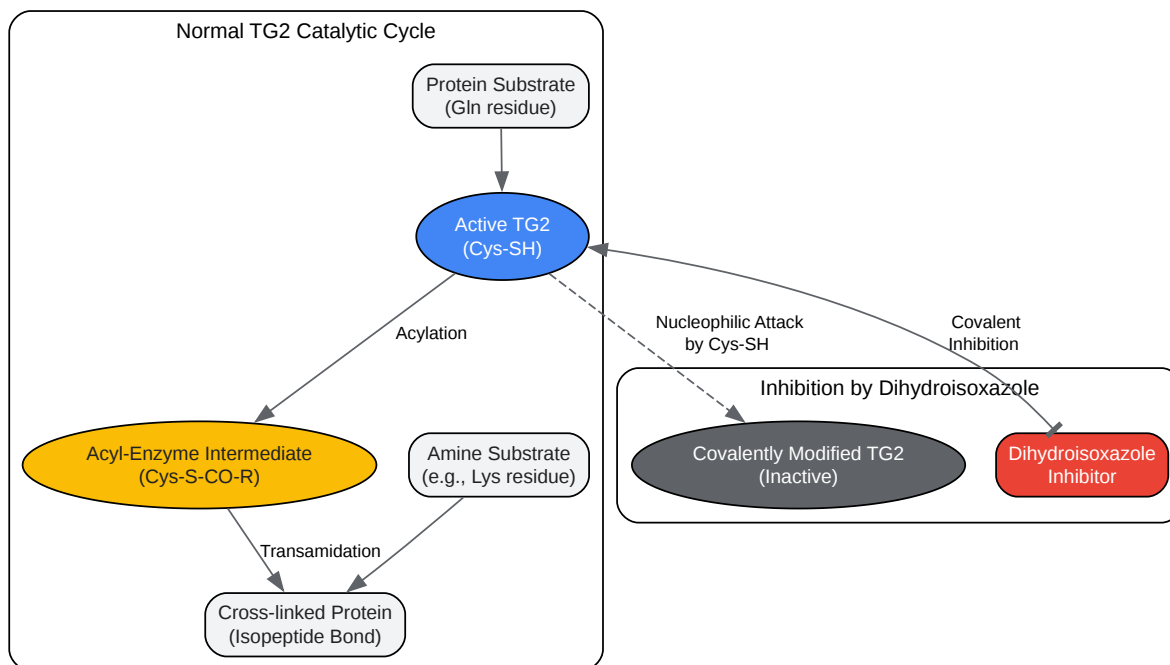 Normal TG2 Catalytic Cycle
Protein Substrate
(Gln residue)
Active TG2
(Cys-SH)
Acylation
Nucleophilic Attack
by Cys-SH
Covalent
Inhibition
Inhibition by Dihydroisoxazole
Acyl-Enzyme Intermediate
(Cys-S-CO-R)
Amine Substrate
(e.g., Lys residue)
Covalently Modified TG2
(Inactive)
Dihydroisoxazole
Inhibitor
Transamidation
Cross-linked Protein
(Isopeptide Bond)